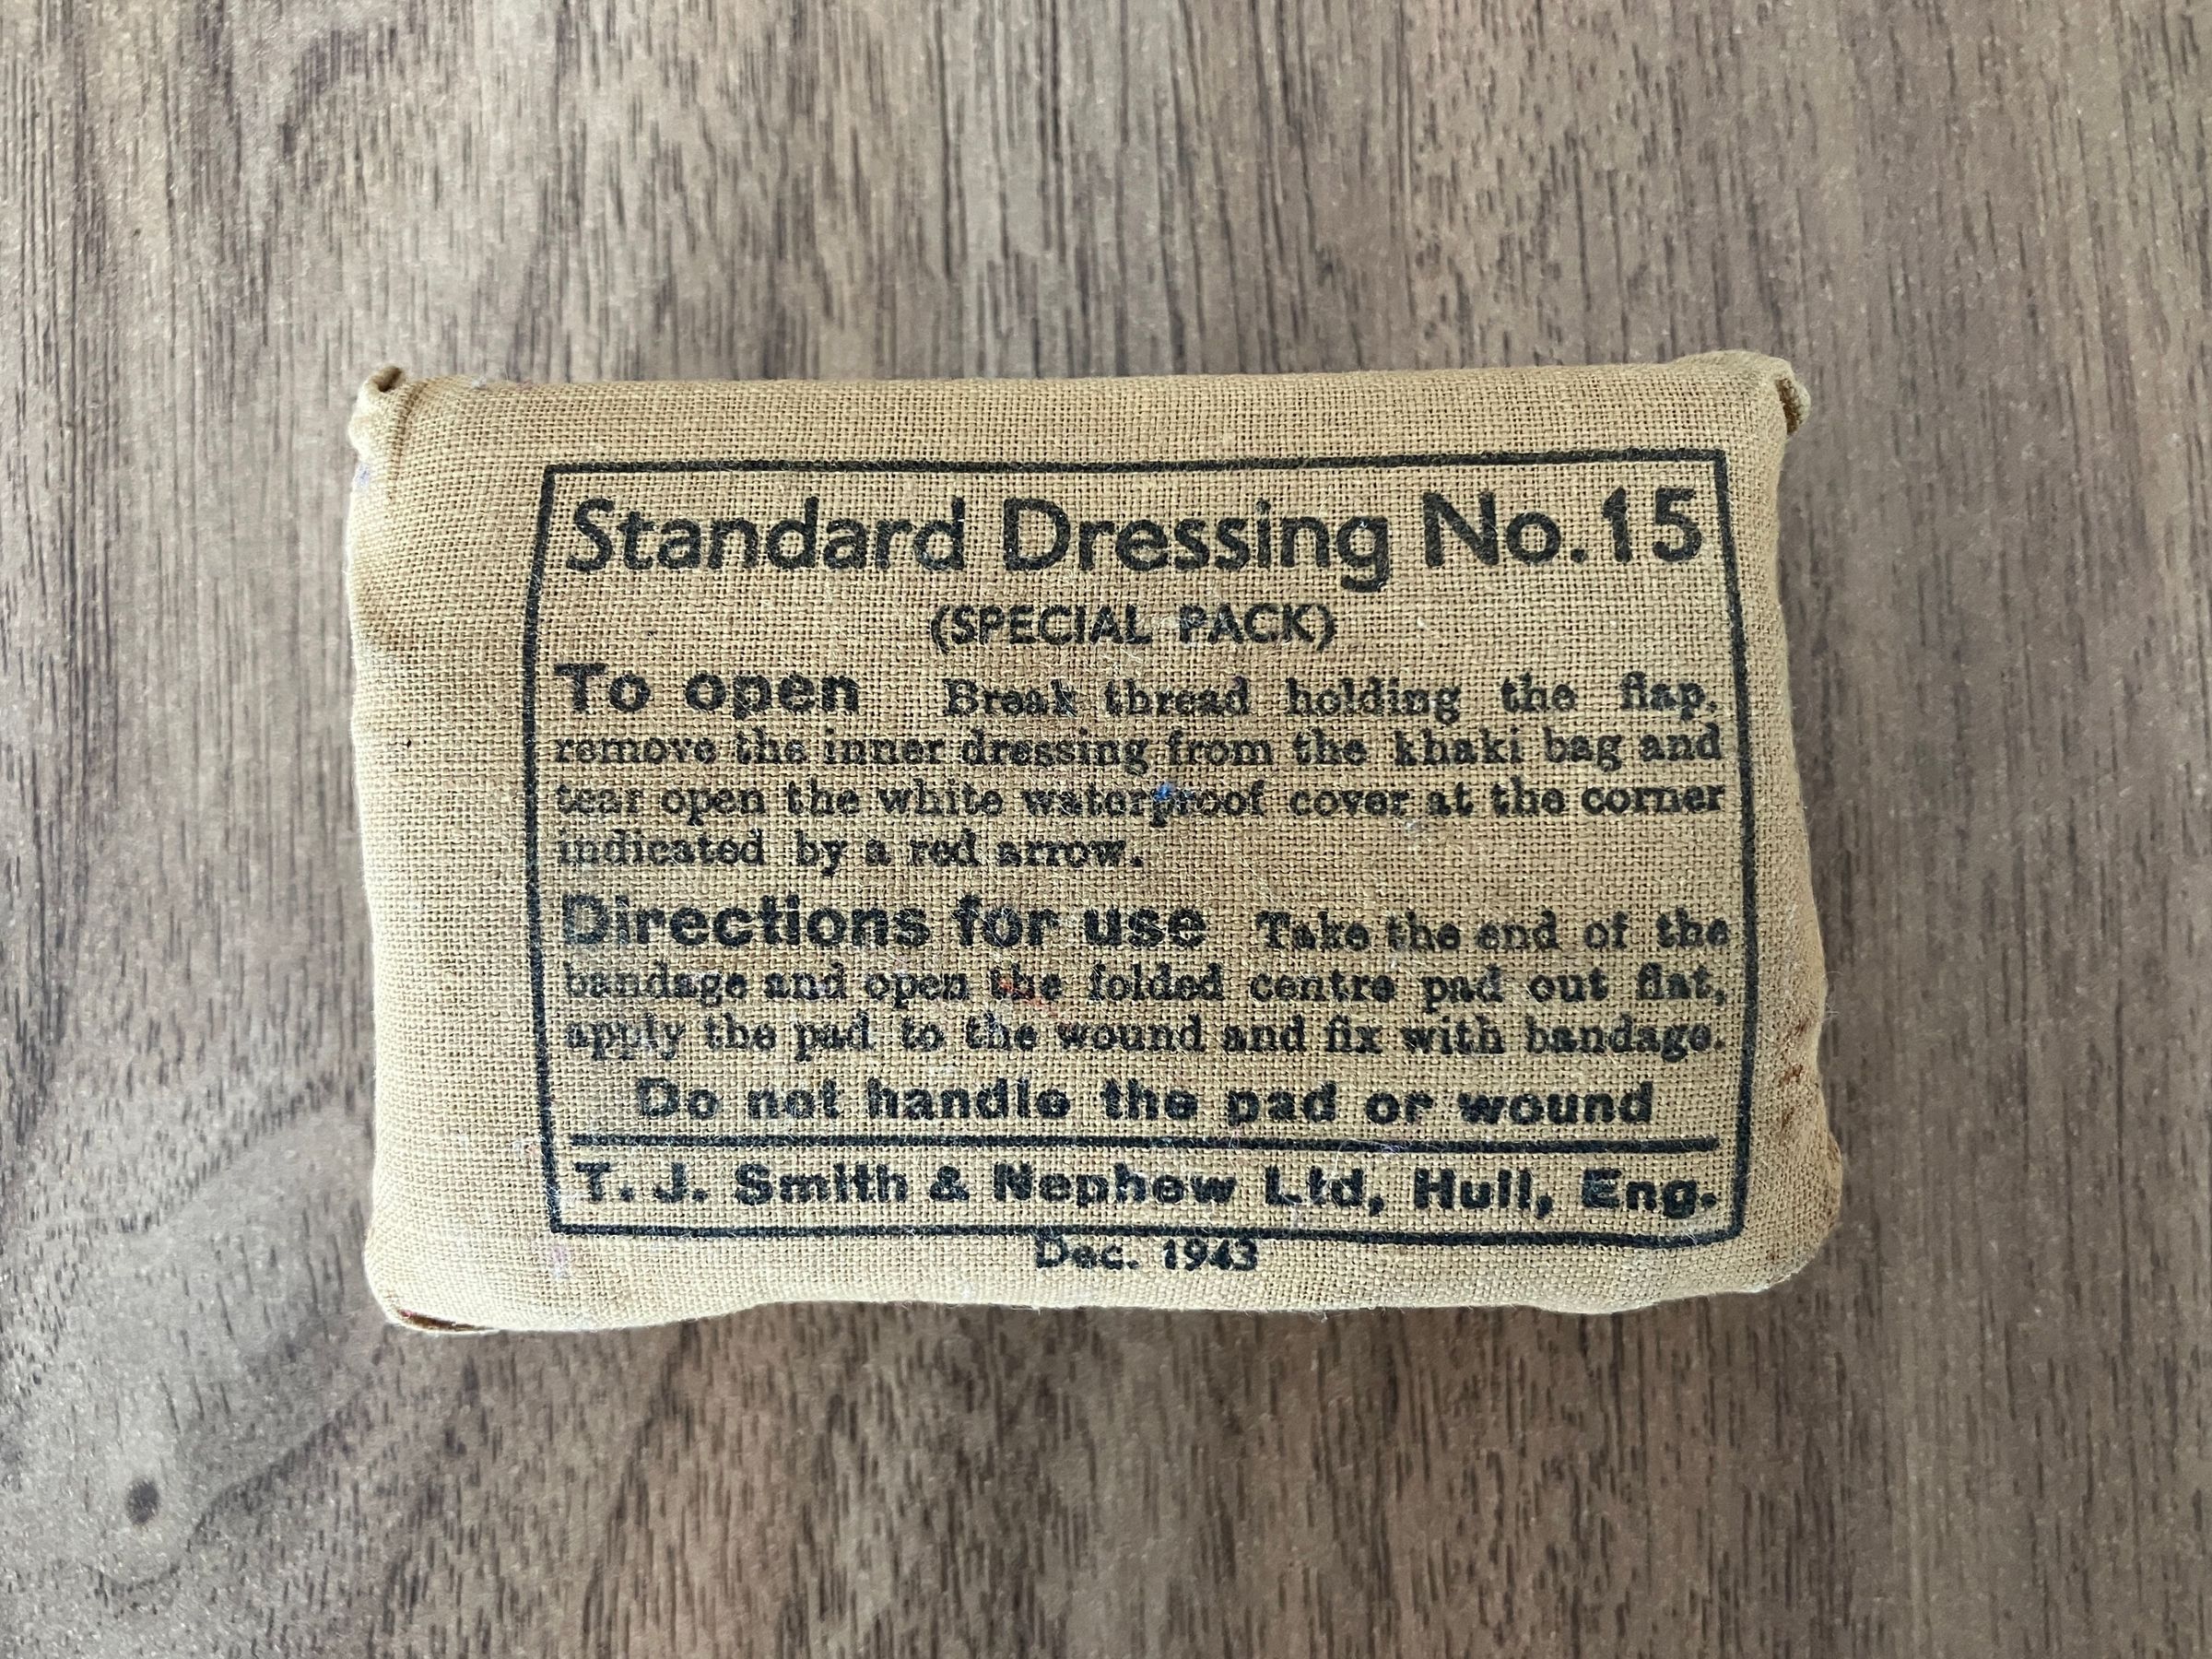 Standard Dressing No.15
(SPECIAL PACK)
To open Break thread holding the flap,
remove the inner dressing from the khaki bag and
tear open the white waterproof cover at the corner
indicated by a red arrow.
Directions for use Take the end of the
bandage and open the folded centre pad out flat,
apply the pad to the wound and fix with bandage.
Do not handle the pad or wound
T. J. Smith & Nephew Ltd, Hull, Eng.
Dec. 1943